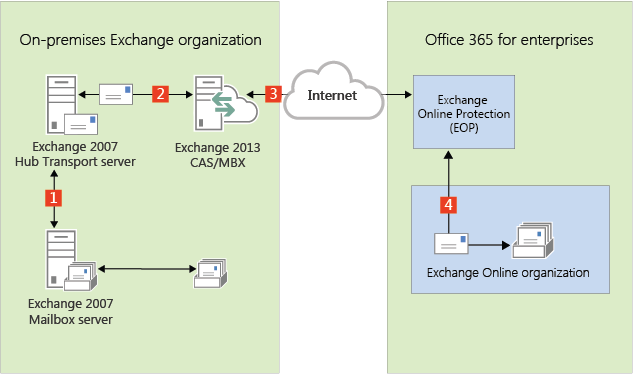 On-premises Exchange organization
Office 365 for enterprises
2
3
Internet
Exchange
Online Protection
(EOP)
Exchange 2007
Hub Transport server
Exchange 2013
CAS/MBX
1
4
Exchange Online organization
Exchange 2007
Mailbox server